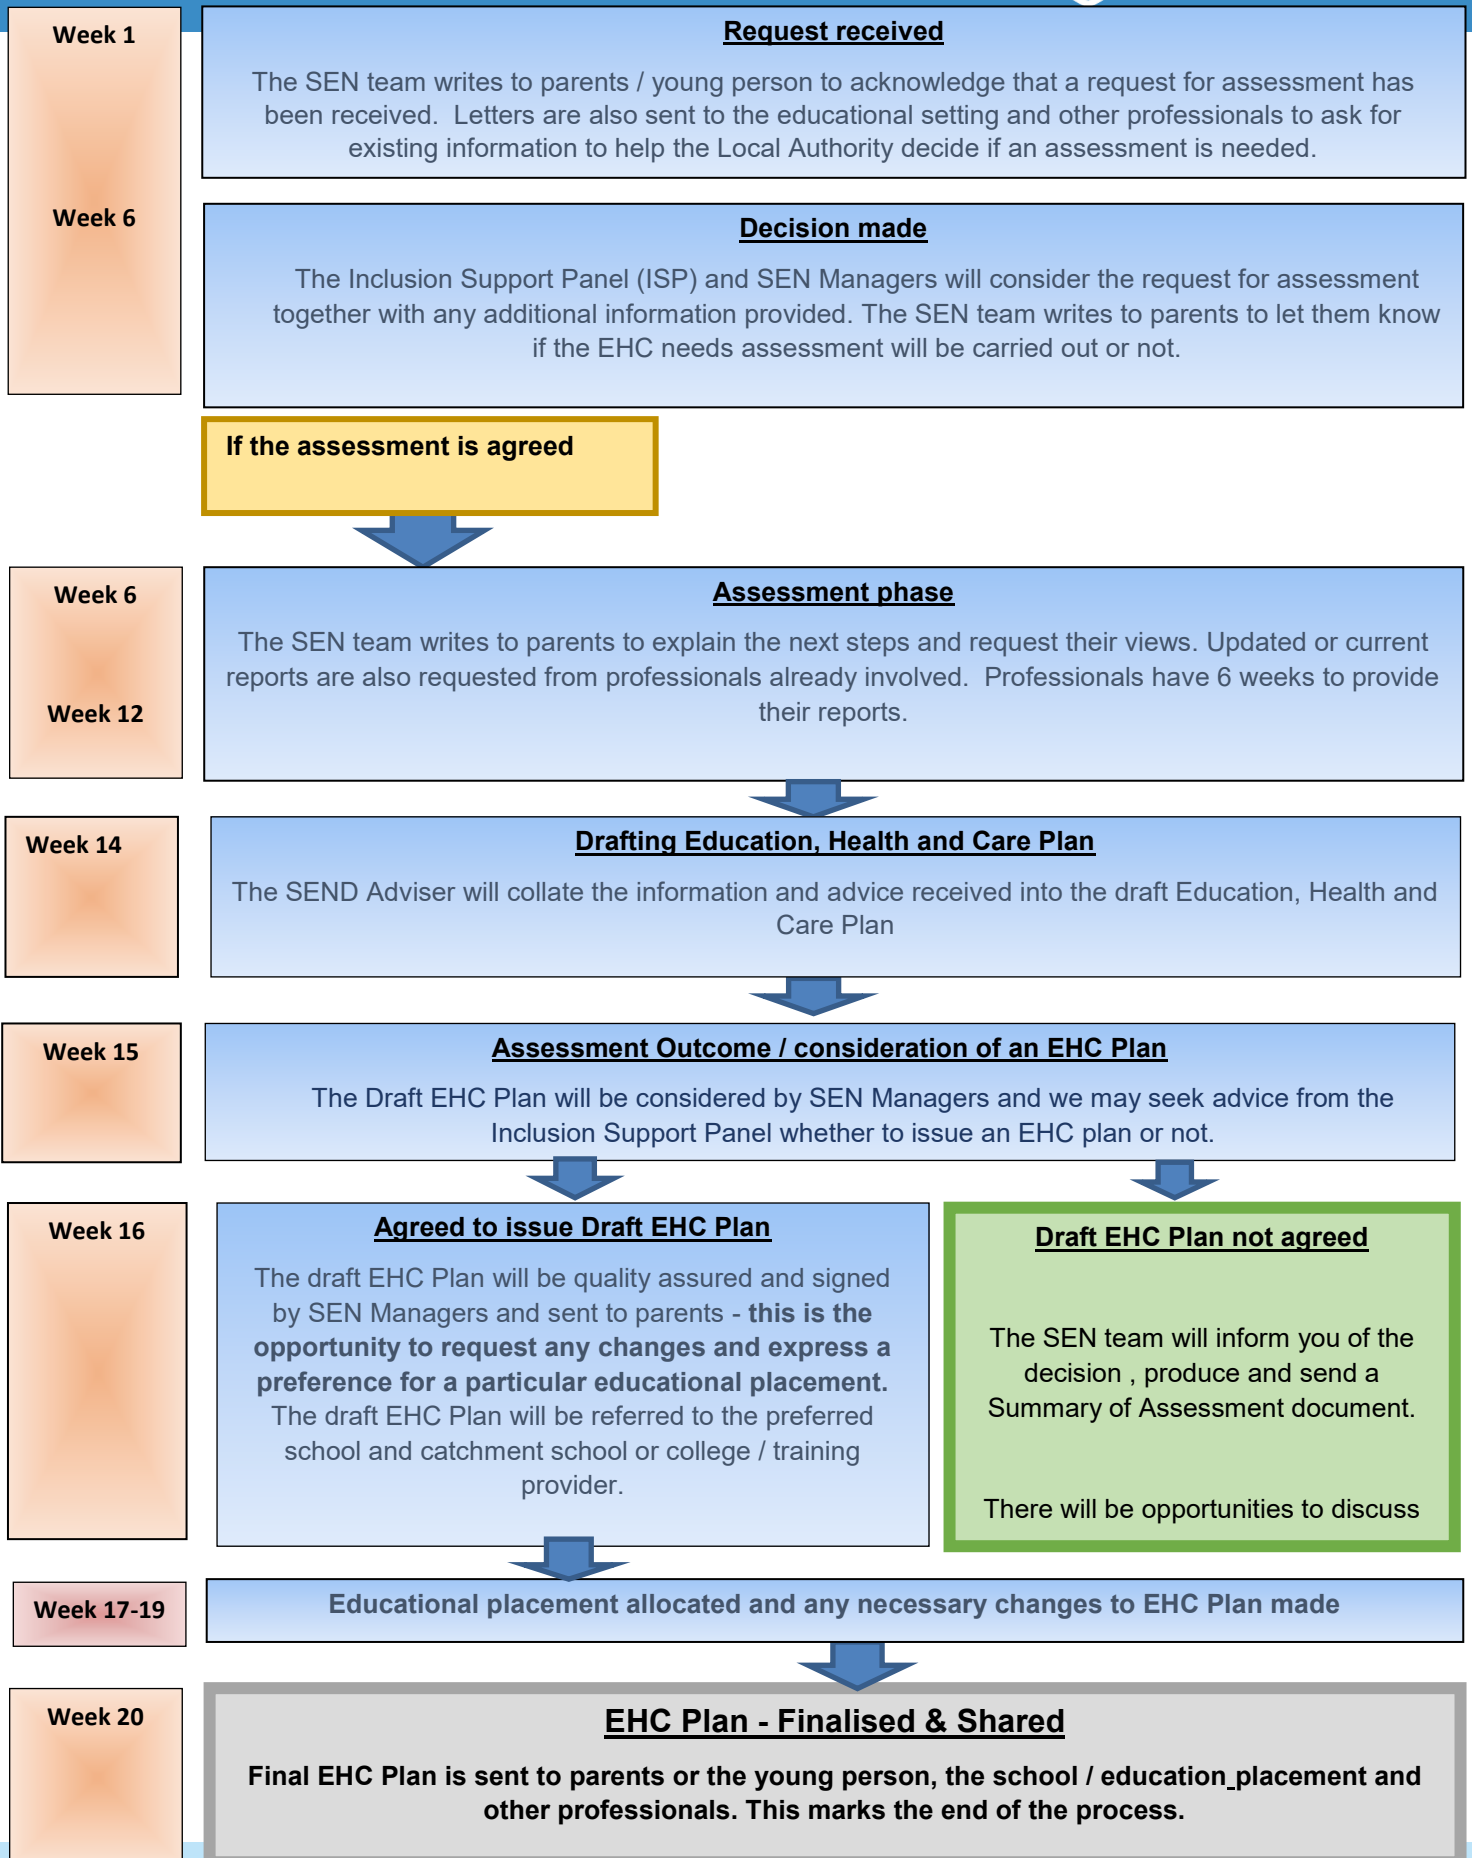 Week 1
Request received
The SEN team writes to parents / young person to acknowledge that a request for assessment has
been received.  Letters are also sent to the educational setting and other professionals to ask for
existing information to help the Local Authority decide if an assessment is needed.
Week 6
Decision made
The Inclusion Support Panel (ISP) and SEN Managers will consider the request for assessment
together with any additional information provided. The SEN team writes to parents to let them know
if the EHC needs assessment will be carried out or not.
If the assessment is agreed
Week 6
Week 12
Assessment phase
The SEN team writes to parents to explain the next steps and request their views. Updated or current
reports are also requested from professionals already involved.  Professionals have 6 weeks to provide
their reports.
Week 14
Drafting Education, Health and Care Plan
The SEND Adviser will collate the information and advice received into the draft Education, Health and
Care Plan
Week 15
Assessment Outcome / consideration of an EHC Plan
The Draft EHC Plan will be considered by SEN Managers and we may seek advice from the
Inclusion Support Panel whether to issue an EHC plan or not.
Week 16
Agreed to issue Draft EHC Plan
The draft EHC Plan will be quality assured and signed
by SEN Managers and sent to parents - this is the
opportunity to request any changes and express a
preference for a particular educational placement.
The draft EHC Plan will be referred to the preferred
school and catchment school or college / training
provider.
Draft EHC Plan not agreed
The SEN team will inform you of the
decision , produce and send a
Summary of Assessment document.
There will be opportunities to discuss
Week 17-19
Educational placement allocated and any necessary changes to EHC Plan made
Week 20
EHC Plan - Finalised & Shared
Final EHC Plan is sent to parents or the young person, the school / education placement and
other professionals. This marks the end of the process.